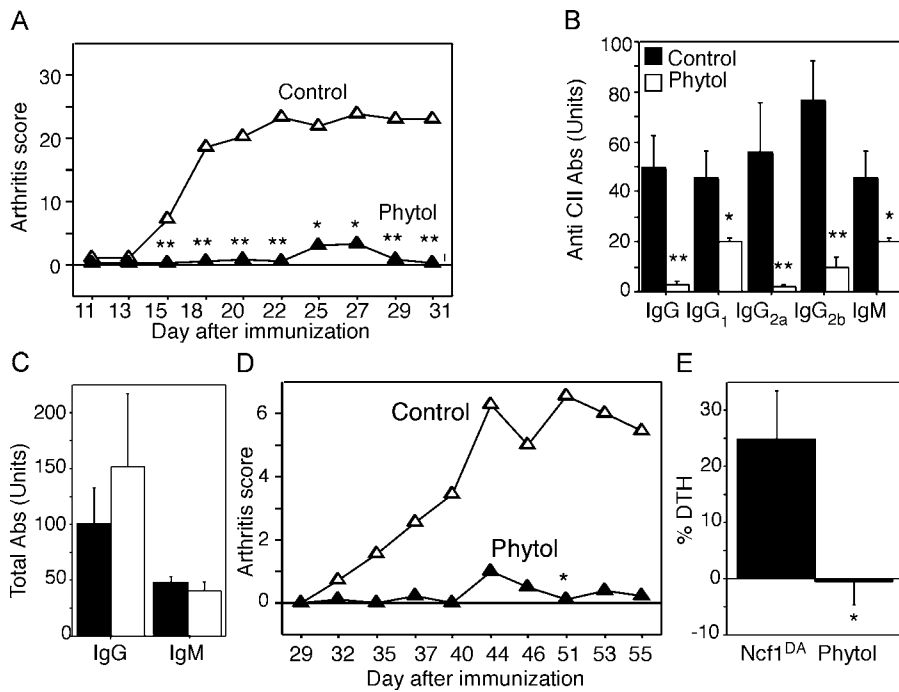 A
30
20
10
0
Arthritis score
Control
Phytol
** ** ** ** * * ** **
11 13 15 18 20 22 25 27 29 31
Day after immunization
B
100
80
60
40
20
0
Anti CII Abs (Units)
Control
Phytol
** * ** ** *
IgG IgG1 IgG2a IgG2b IgM
C
200
150
100
50
0
Total Abs (Units)
IgG IgM
D
6
4
2
0
Arthritis score
Control
Phytol
*
29 32 35 37 40 44 46 51 53 55
Day after immunization
E
30
20
10
0
-10
% DTH
*
Ncf1DA Phytol